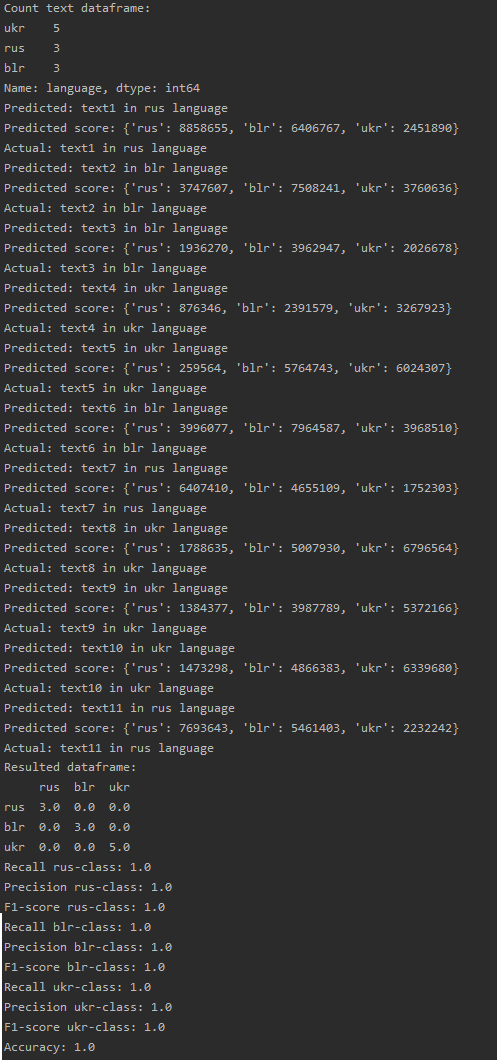 Count text dataframe:
ukr    5
rus    3
blr    3
Name: language, dtype: int64
Predicted: text1 in rus language
Predicted score: {'rus': 8858655, 'blr': 6406767, 'ukr': 2451890}
Actual: text1 in rus language
Predicted: text2 in blr language
Predicted score: {'rus': 3747607, 'blr': 7508241, 'ukr': 3760636}
Actual: text2 in blr language
Predicted: text3 in blr language
Predicted score: {'rus': 1936270, 'blr': 3962947, 'ukr': 2026678}
Actual: text3 in blr language
Predicted: text4 in ukr language
Predicted score: {'rus': 876346, 'blr': 2391579, 'ukr': 3267923}
Actual: text4 in ukr language
Predicted: text5 in ukr language
Predicted score: {'rus': 259564, 'blr': 5764743, 'ukr': 6024307}
Actual: text5 in ukr language
Predicted: text6 in blr language
Predicted score: {'rus': 3996077, 'blr': 7964587, 'ukr': 3968510}
Actual: text6 in blr language
Predicted: text7 in rus language
Predicted score: {'rus': 6407410, 'blr': 4655109, 'ukr': 1752303}
Actual: text7 in rus language
Predicted: text8 in ukr language
Predicted score: {'rus': 1788635, 'blr': 5007930, 'ukr': 6796564}
Actual: text8 in ukr language
Predicted: text9 in ukr language
Predicted score: {'rus': 1384377, 'blr': 3987789, 'ukr': 5372166}
Actual: text9 in ukr language
Predicted: text10 in ukr language
Predicted score: {'rus': 1473298, 'blr': 4866383, 'ukr': 6339680}
Actual: text10 in ukr language
Predicted: text11 in rus language
Predicted score: {'rus': 7693643, 'blr': 5461403, 'ukr': 2232242}
Actual: text11 in rus language
Resulted dataframe:
     rus  blr  ukr
rus  3.0  0.0  0.0
blr  0.0  3.0  0.0
ukr  0.0  0.0  5.0
Recall rus-class: 1.0
Precision rus-class: 1.0
F1-score rus-class: 1.0
Recall blr-class: 1.0
Precision blr-class: 1.0
F1-score blr-class: 1.0
Recall ukr-class: 1.0
Precision ukr-class: 1.0
F1-score ukr-class: 1.0
Accuracy: 1.0